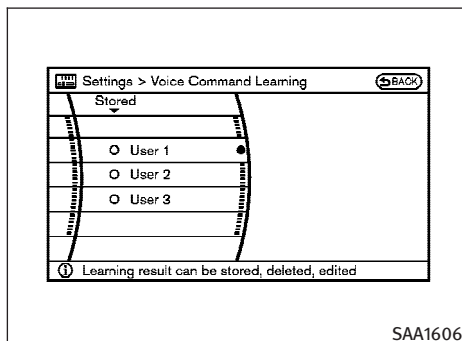 Settings > Voice Command Learning
BACK
Stored
User 1
User 2
User 3
Learning result can be stored, deleted, edited
SAA1606